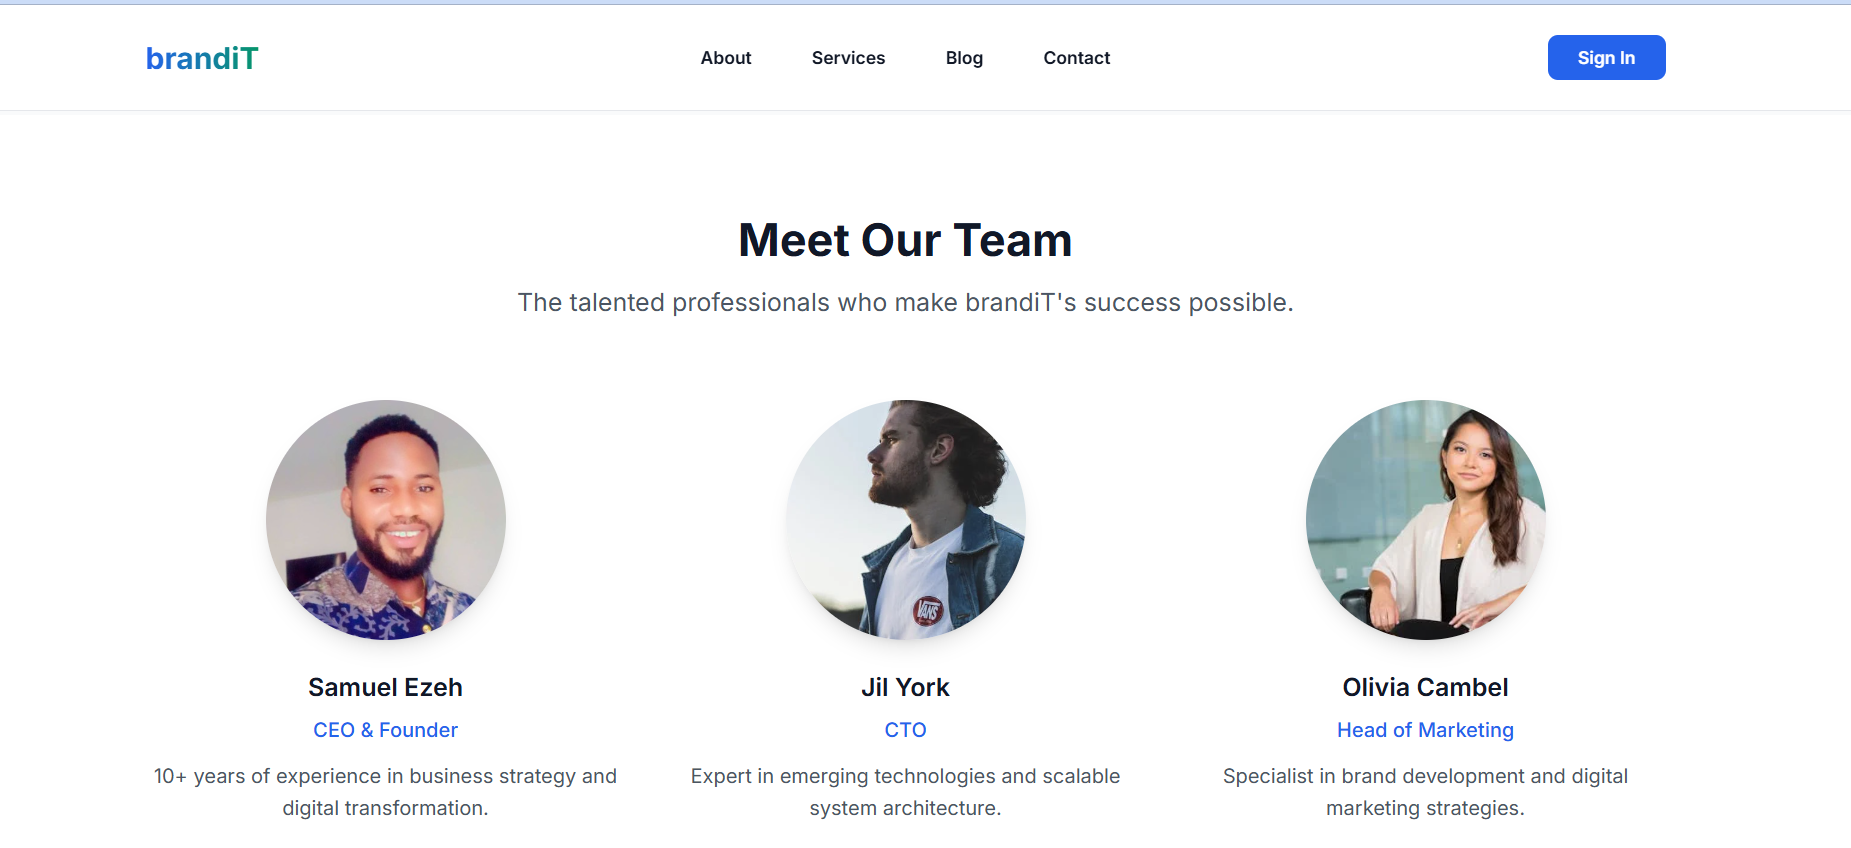 brandiT
About
Services
Blog
Contact
Sign In
Meet Our Team
The talented professionals who make brandiT's success possible.
VANS
Samuel Ezeh
CEO & Founder
10+ years of experience in business strategy and
digital transformation.
Jil York
CTO
Expert in emerging technologies and scalable
system architecture.
Olivia Cambel
Head of Marketing
Specialist in brand development and digital
marketing strategies.